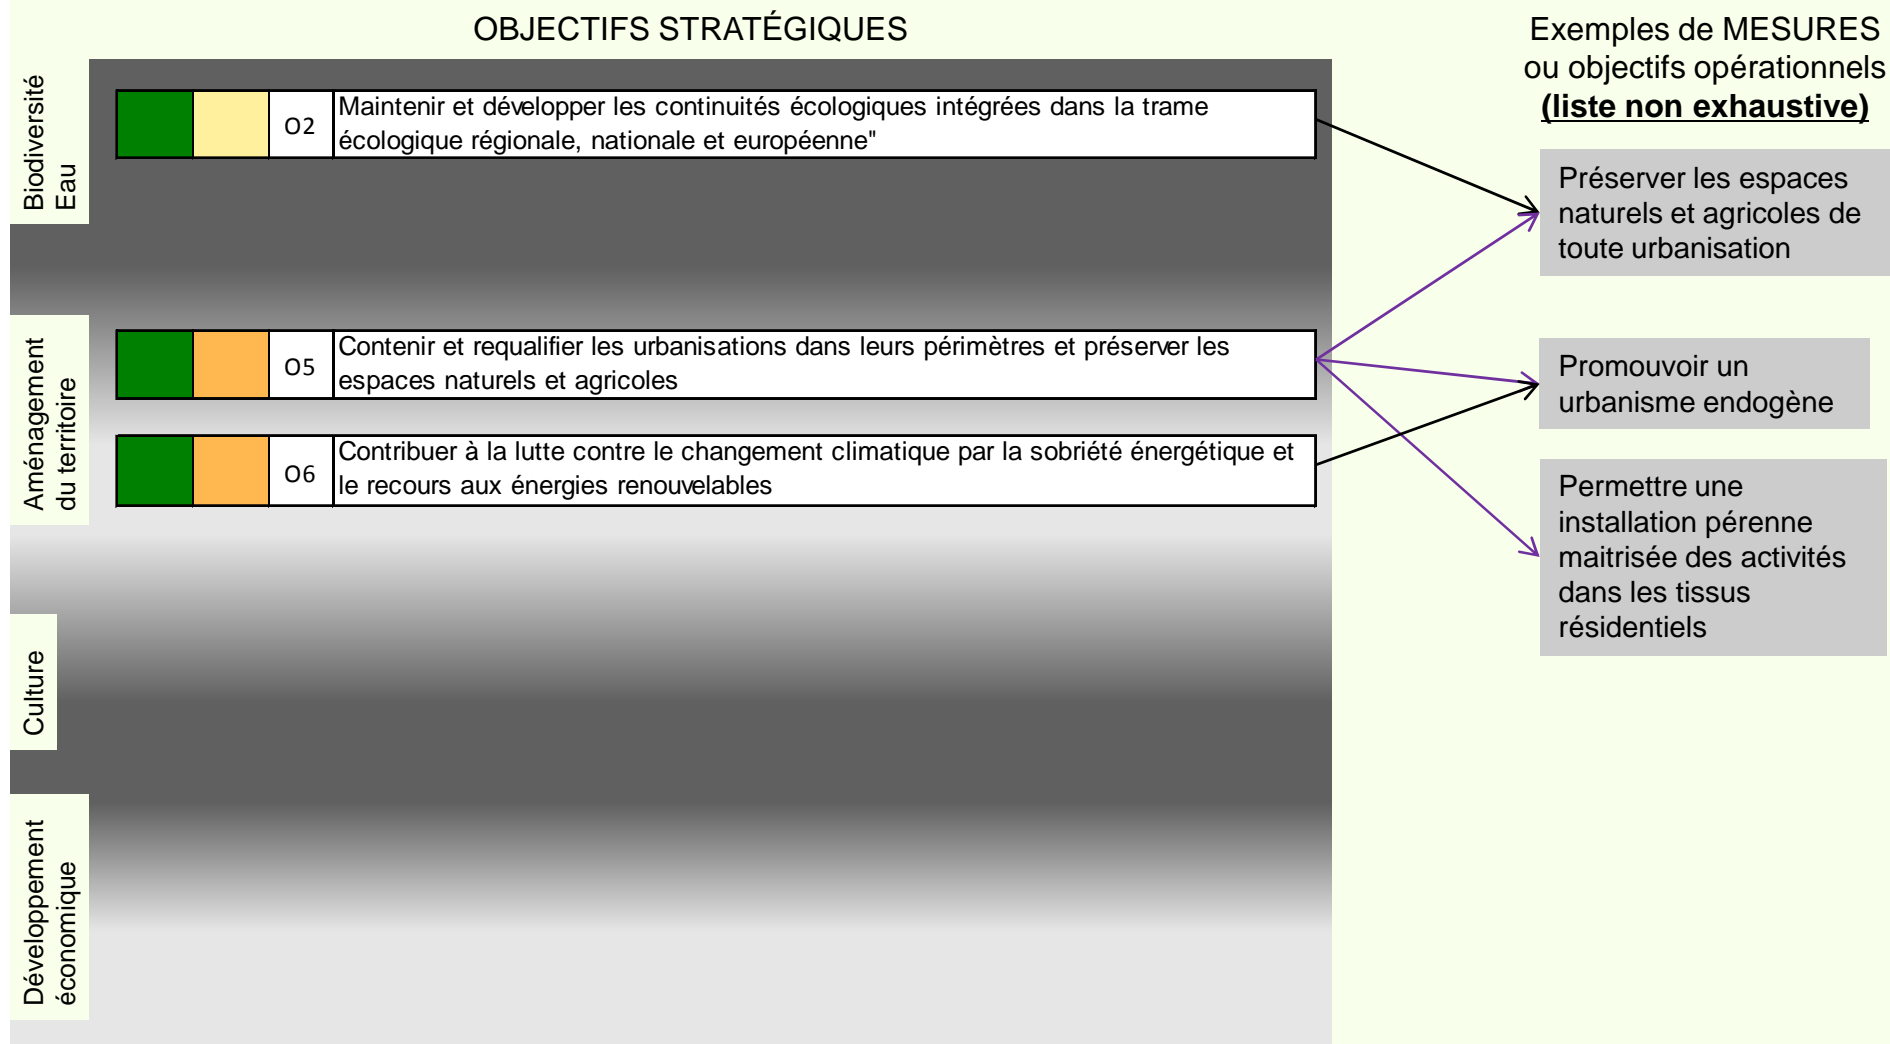 OBJECTIFS STRATÉGIQUES
Exemples de MESURES
ou objectifs opérationnels
(liste non exhaustive)
Biodiversité
Eau
O2
Maintenir et développer les continuités écologiques intégrées dans la trame
écologique régionale, nationale et européenne"
Préserver les espaces
naturels et agricoles de
toute urbanisation
Aménagement
du territoire
O5
Contenir et requalifier les urbanisations dans leurs périmètres et préserver les
espaces naturels et agricoles
Promouvoir un
urbanisme endogène
O6
Contribuer à la lutte contre le changement climatique par la sobriété énergétique et
le recours aux énergies renouvelables
Permettre une
installation pérenne
maitrisée des activités
dans les tissus
résidentiels
Culture
Développement
économique